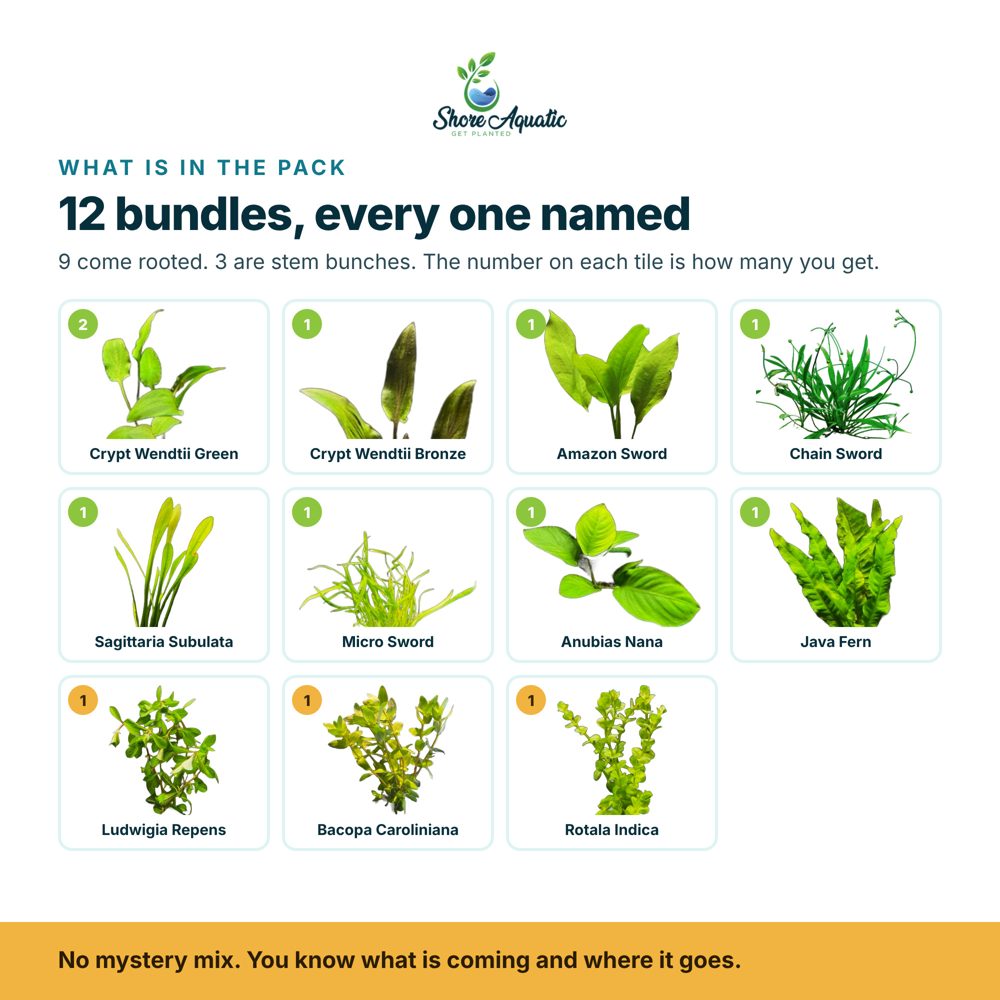 Shore Aquatic
GET PLANTED
WHAT IS IN THE PACK
12 bundles, every one named
9 come rooted. 3 are stem bunches. The number on each tile is how many you get.
2
Crypt Wendtii Green
1
Crypt Wendtii Bronze
1
Amazon Sword
1
Chain Sword
1
Sagittaria Subulata
1
Micro Sword
1
Anubias Nana
1
Java Fern
1
Ludwigia Repens
1
Bacopa Caroliniana
1
Rotala Indica
No mystery mix. You know what is coming and where it goes.